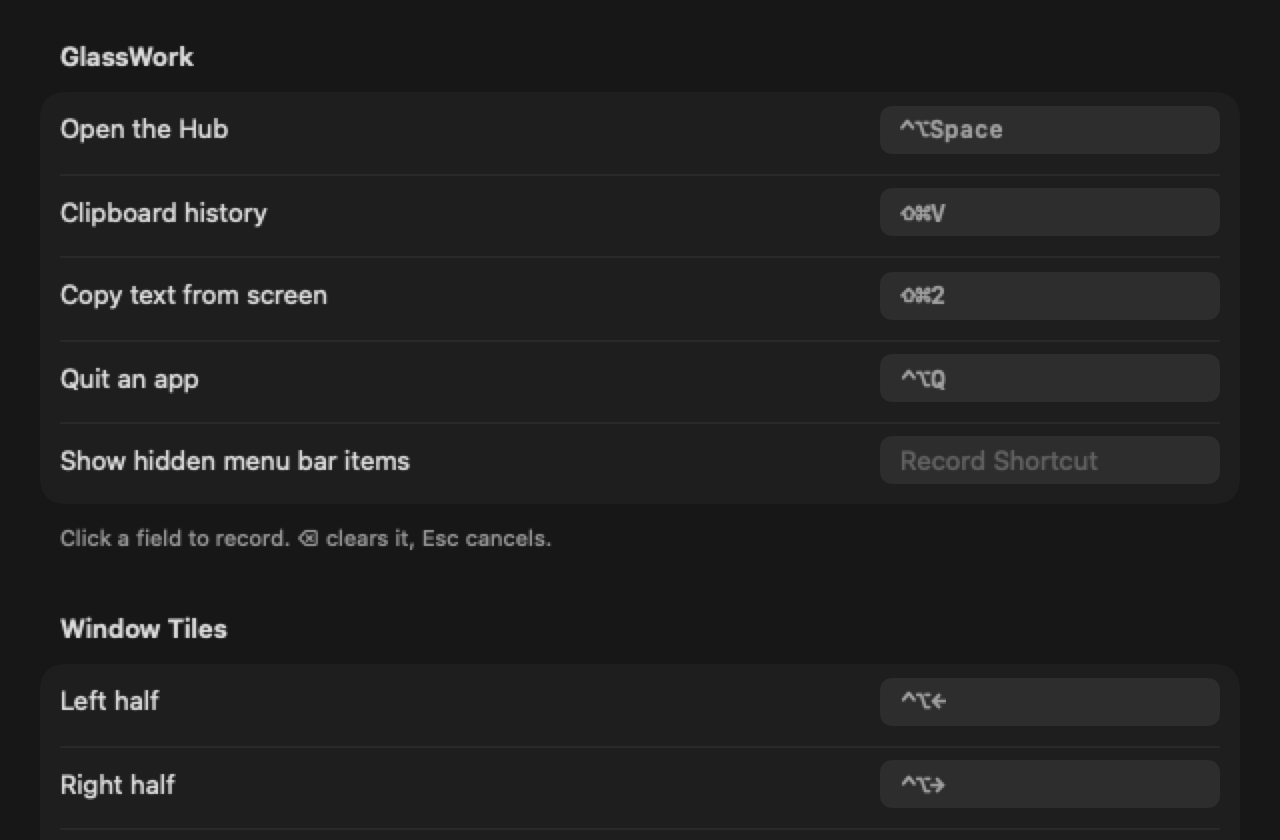 GlassWork
Open the Hub ⌃⌥Space
Clipboard history ⇧⌘V
Copy text from screen ⇧⌘2
Quit an app ⌃⌥Q
Show hidden menu bar items Record Shortcut
Click a field to record. ⌫ clears it, Esc cancels.
Window Tiles
Left half ⌃⌥←
Right half ⌃⌥→